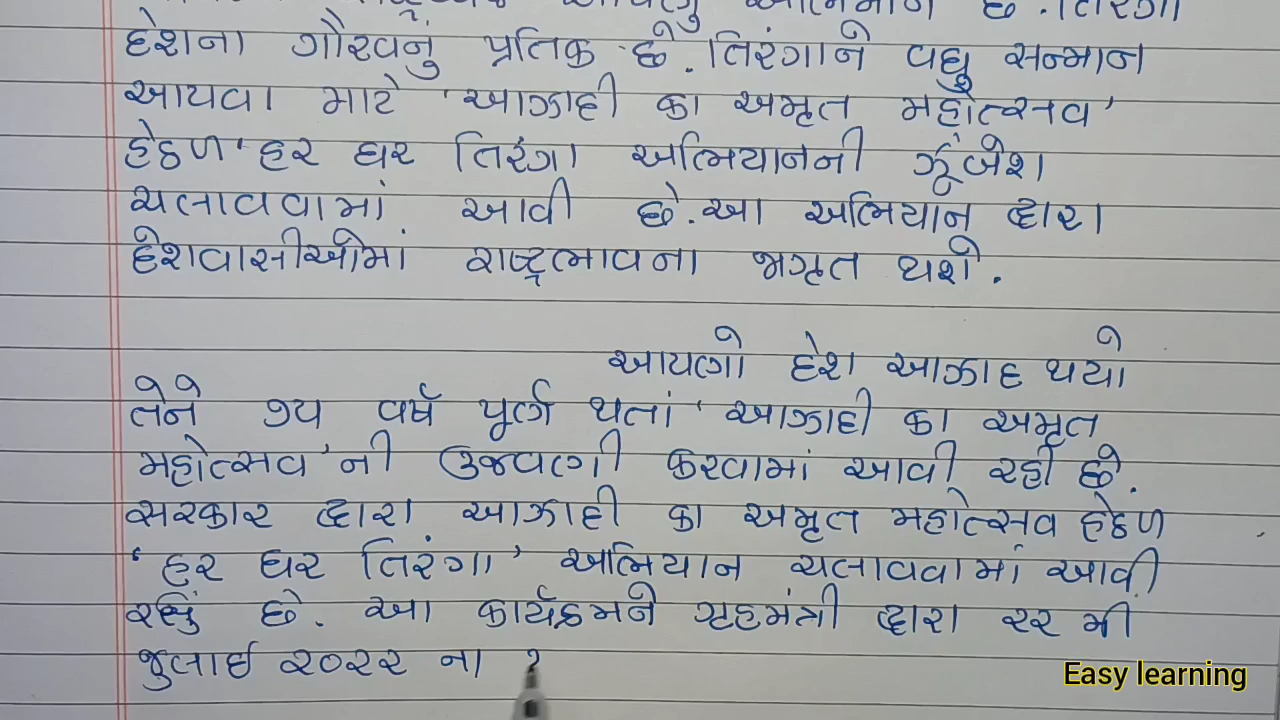 છે. તિરંગા
દેશના ગૌરવનું પ્રતિક છે. તિરંગાને વધુ સન્માન
આપવા માટે 'આઝાદી કા અમૃત મહોત્સવ'
હેઠળ 'હર ઘર તિરંગા અભિયાનની ઝૂંબેશ
ચલાવવામાં આવી છે. આ અભિયાન દ્વારા
દેશવાસીઓમાં રાષ્ટ્રભાવના જાગૃત થશે.
આપણો દેશ આઝાદ થયો
તેને ૭૫ વર્ષ પૂર્ણ થતાં 'આઝાદી કા અમૃત
મહોત્સવ'ની ઉજવણી કરવામાં આવી રહી છે.
સરકાર દ્વારા આઝાદી કા અમૃત મહોત્સવ હેઠળ
'હર ઘર તિરંગા' અભિયાન ચલાવવામાં આવી
રહ્યું છે. આ કાર્યક્રમને ગૃહમંત્રી દ્વારા ૨૨ મી
જુલાઈ ૨૦૨૨ ના
Easy learning